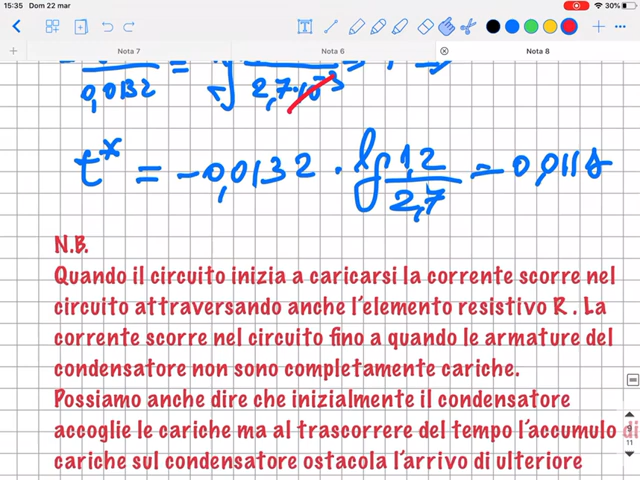 15:35 Dom 22 mar 30%
Nota 7 Nota 6 Nota 8
0,0132 = 2,7·10
t* = -0,0132 · lg 1,2 / 2,7 = 0,0118
N.B.
Quando il circuito inizia a caricarsi la corrente scorre nel
circuito attraversando anche l'elemento resistivo R . La
corrente scorre nel circuito fino a quando le armature del
condensatore non sono completamente cariche.
Possiamo anche dire che inizialmente il condensatore
accoglie le cariche ma al trascorrere del tempo l'accumulo di
cariche sul condensatore ostacola l'arrivo di ulteriore
11